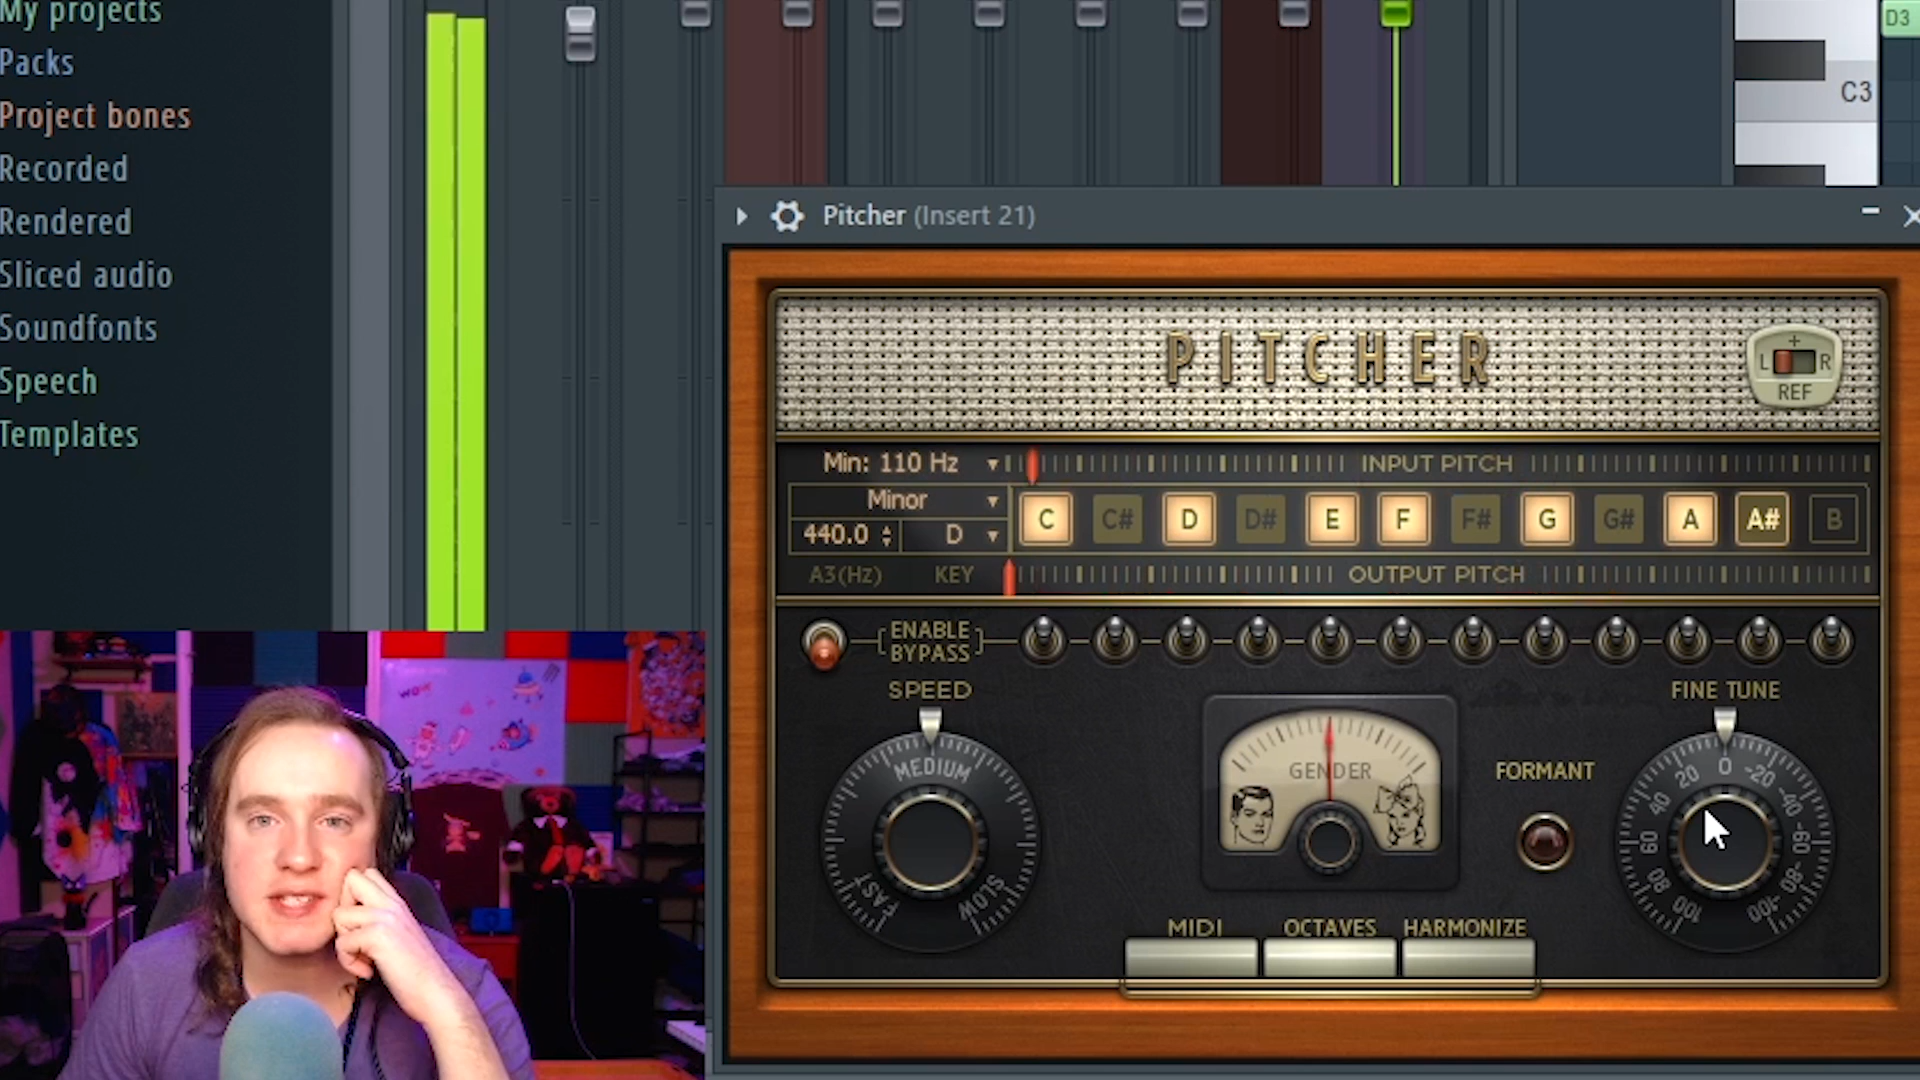 My projects
Packs
Project bones
Recorded
Rendered
Sliced audio
Soundfonts
Speech
Templates
D3
C3
Pitcher (Insert 21)
PITCHER
L + R
REF
Min: 110 Hz
INPUT PITCH
Minor
440.0 D
C C# D D# E F F# G G# A A# B
A3(Hz) KEY
OUTPUT PITCH
ENABLE
BYPASS
SPEED
FINE TUNE
MEDIUM
FAST SLOW
GENDER
FORMANT
100 80 60 40 20 0 -20 -40 -60 -80 -100
MIDI OCTAVES HARMONIZE
WOW